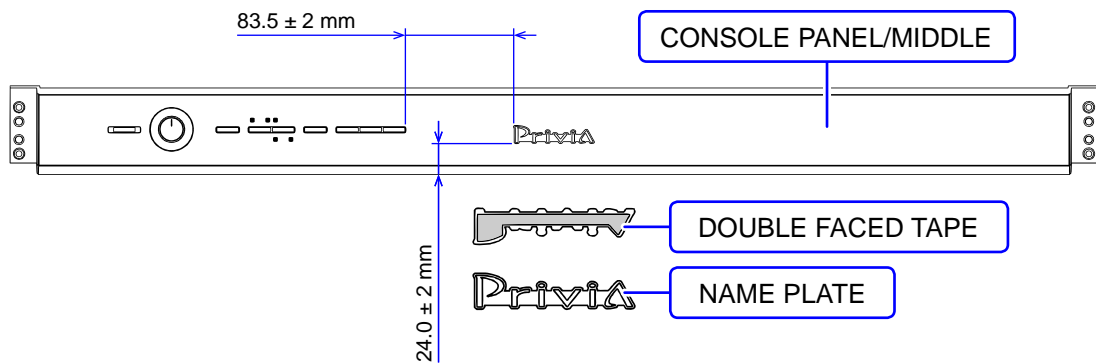 83.5 ± 2 mm
CONSOLE PANEL/MIDDLE
Privia
24.0 ± 2 mm
DOUBLE FACED TAPE
Privia
NAME PLATE